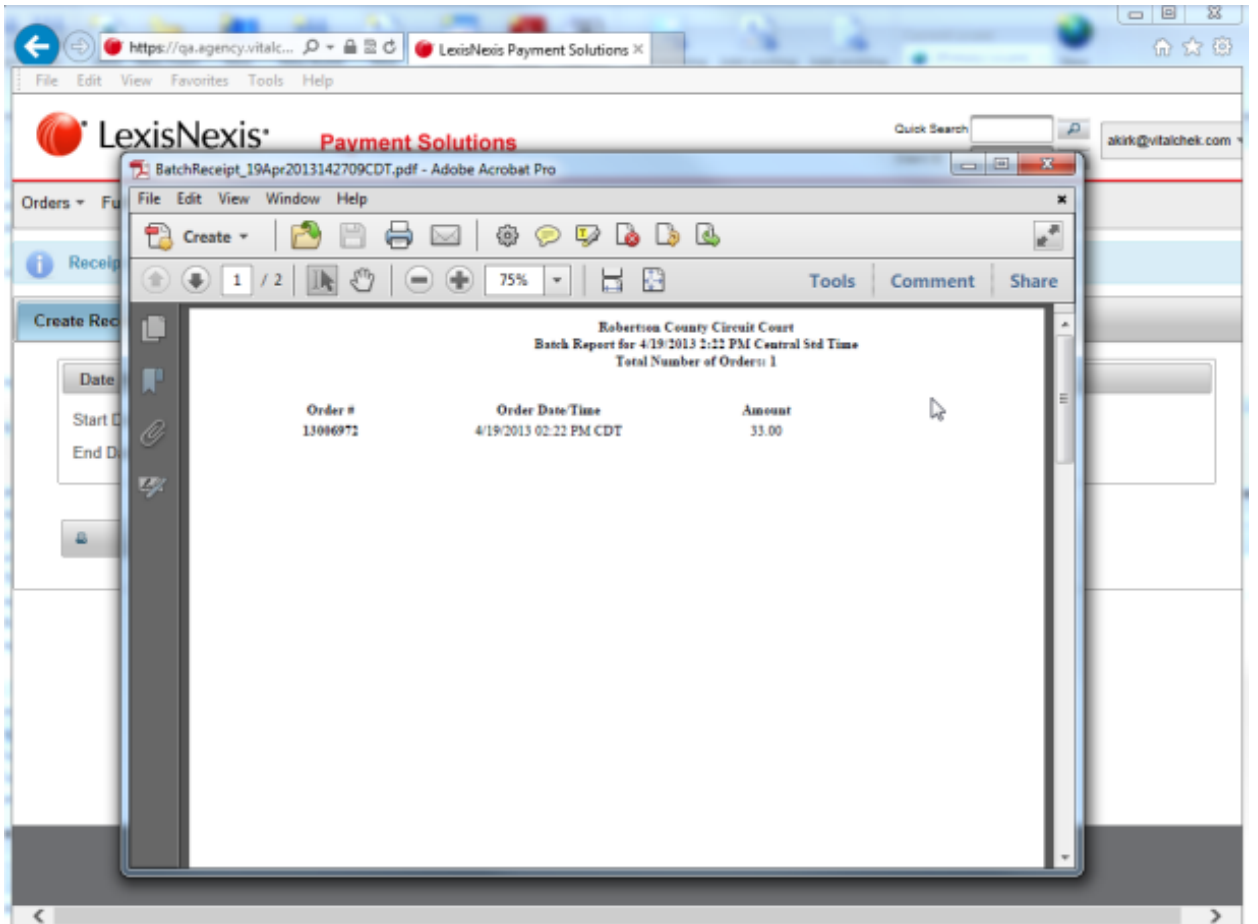 https://qa.agency.vitalc...
LexisNexis Payment Solutions
File Edit View Favorites Tools Help
LexisNexis Payment Solutions
Quick Search
akirk@vitalchek.com
BatchReceipt_19Apr2013142709CDT.pdf - Adobe Acrobat Pro
Orders Fu
File Edit View Window Help
Create
Receip
1 / 2 75% Tools Comment Share
Create Rec
Robertson County Circuit Court
Batch Report for 4/19/2013 2:22 PM Central Std Time
Total Number of Orders: 1
Date
Order # Order Date/Time Amount
Start D
13006972 4/19/2013 02:22 PM CDT 33.00
End Da